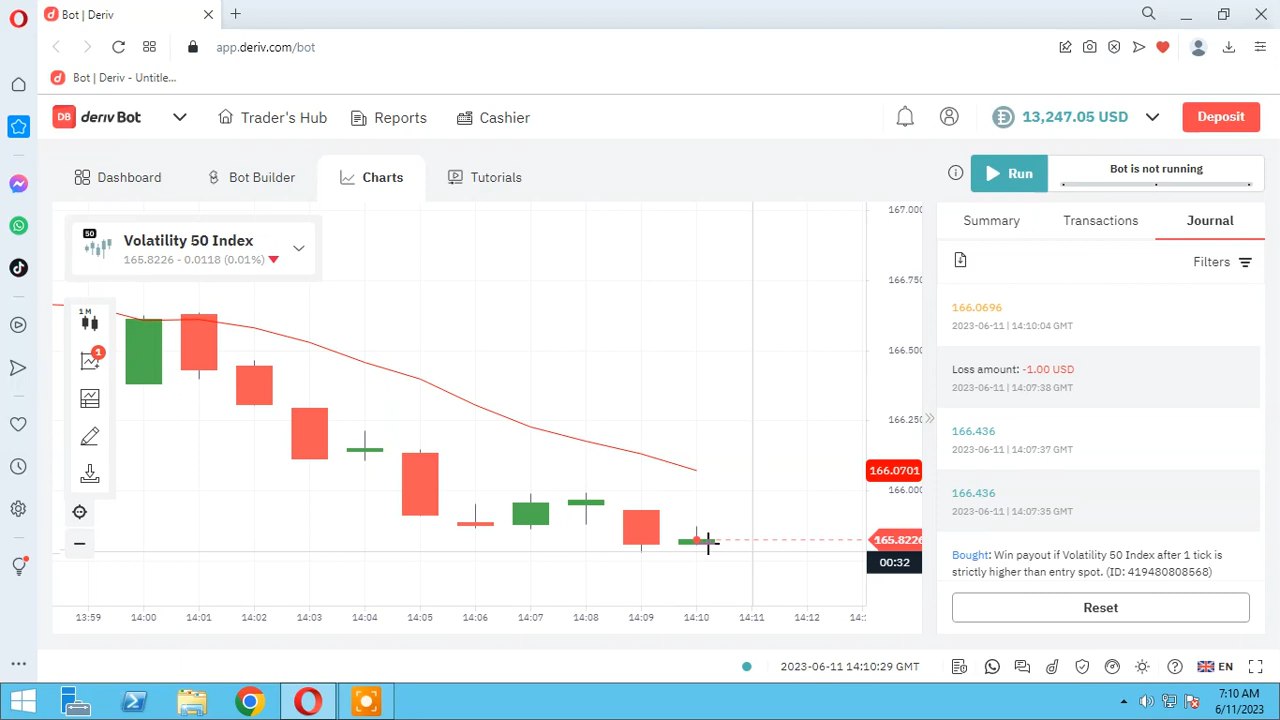 Bot | Deriv
app.deriv.com/bot
Bot | Deriv - Untitle...
DB deriv Bot
Trader's Hub
Reports
Cashier
13,247.05 USD
Deposit
Dashboard
Bot Builder
Charts
Tutorials
Run
Bot is not running
Summary
Transactions
Journal
Filters
50
Volatility 50 Index
165.8226 - 0.0118 (0.01%)
1 M
1
167.000
166.750
166.500
166.250
166.0701
166.000
165.8226
00:32
13:59
14:00
14:01
14:02
14:03
14:04
14:05
14:06
14:07
14:08
14:09
14:10
14:11
14:12
14:
166.0696
2023-06-11 | 14:10:04 GMT
Loss amount: -1.00 USD
2023-06-11 | 14:07:38 GMT
166.436
2023-06-11 | 14:07:37 GMT
166.436
2023-06-11 | 14:07:35 GMT
Bought: Win payout if Volatility 50 Index after 1 tick is
strictly higher than entry spot. (ID: 419480808568)
Reset
2023-06-11 14:10:29 GMT
EN
7:10 AM
6/11/2023